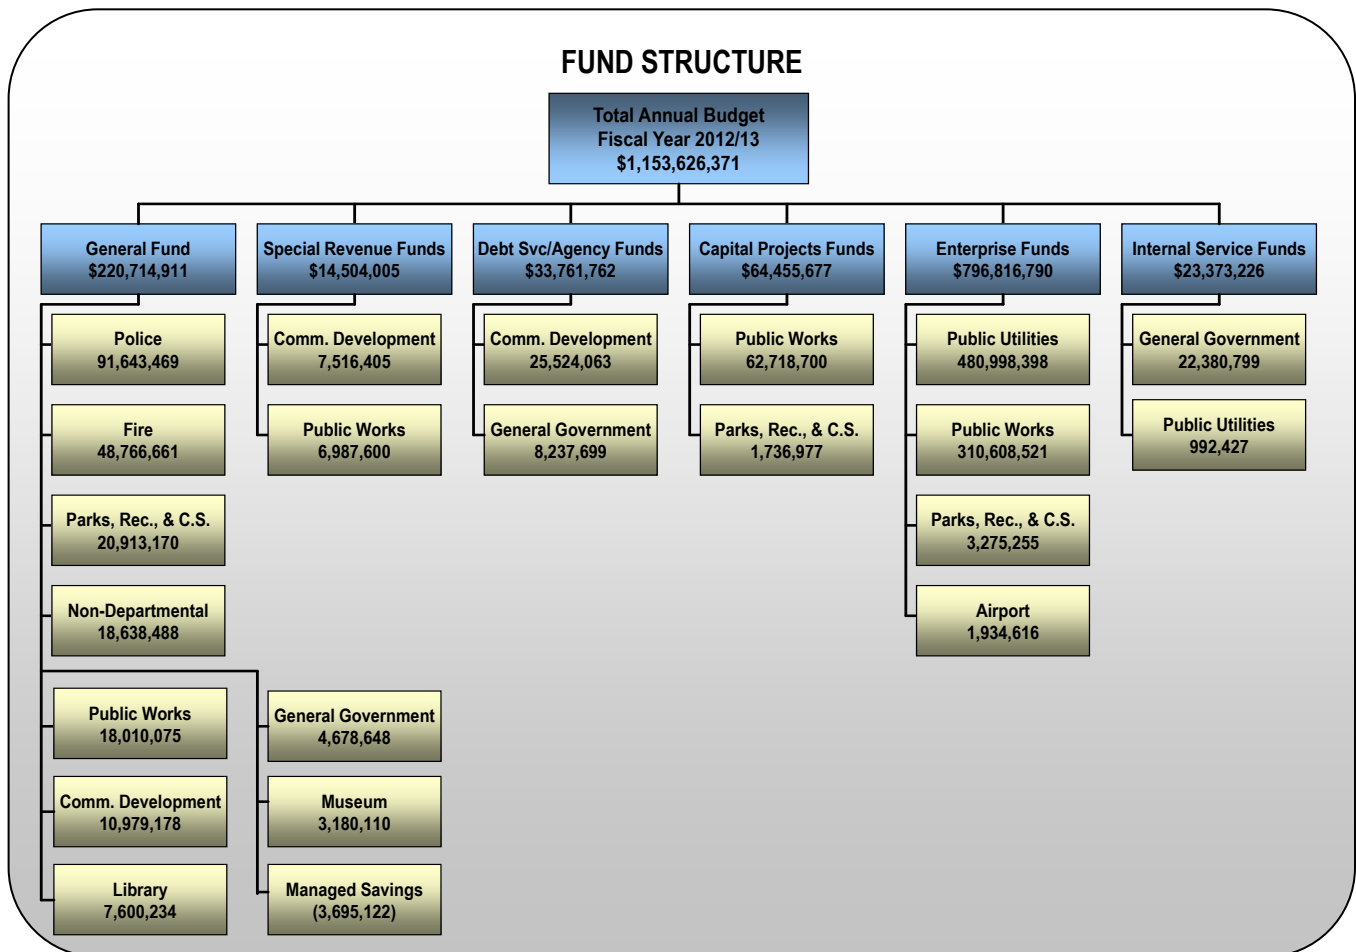 FUND STRUCTURE
Total Annual Budget
Fiscal Year 2012/13
$1,153,626,371
General Fund
$220,714,911
Special Revenue Funds
$14,504,005
Debt Svc/Agency Funds
$33,761,762
Capital Projects Funds
$64,455,677
Enterprise Funds
$796,816,790
Internal Service Funds
$23,373,226
Police
91,643,469
Comm. Development
7,516,405
Comm. Development
25,524,063
Public Works
62,718,700
Public Utilities
480,998,398
General Government
22,380,799
Fire
48,766,661
Public Works
6,987,600
General Government
8,237,699
Parks, Rec., & C.S.
1,736,977
Public Works
310,608,521
Public Utilities
992,427
Parks, Rec., & C.S.
20,913,170
Parks, Rec., & C.S.
3,275,255
Non-Departmental
18,638,488
Airport
1,934,616
Public Works
18,010,075
General Government
4,678,648
Comm. Development
10,979,178
Museum
3,180,110
Library
7,600,234
Managed Savings
(3,695,122)